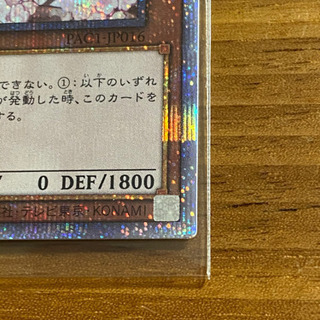 PAC1-JP016
できない。①：以下のいずれ
が発動した時、このカードを
する。
0 DEF/1800
社・テレビ東京・KONAMI